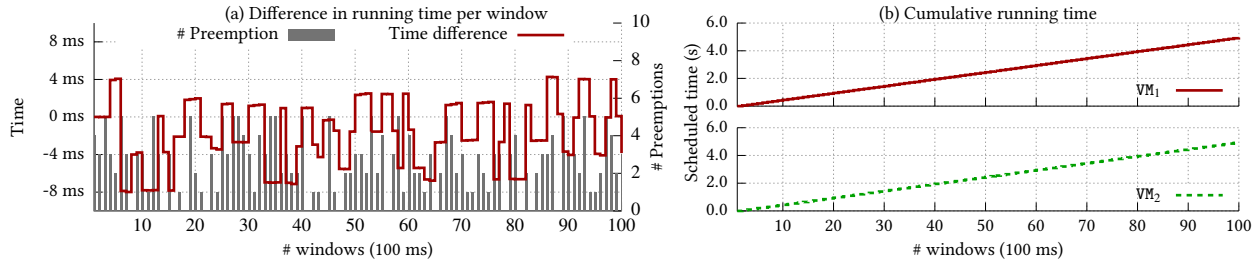 (a) Difference in running time per window
# Preemption
Time difference
Time
8 ms
4 ms
0 ms
-4 ms
-8 ms
10
8
6
4
2
0
# Preemptions
10 20 30 40 50 60 70 80 90 100
# windows (100 ms)
(b) Cumulative running time
Scheduled time (s)
6.0
4.0
2.0
0.0
VM1
6.0
4.0
2.0
0.0
VM2
10 20 30 40 50 60 70 80 90 100
# windows (100 ms)